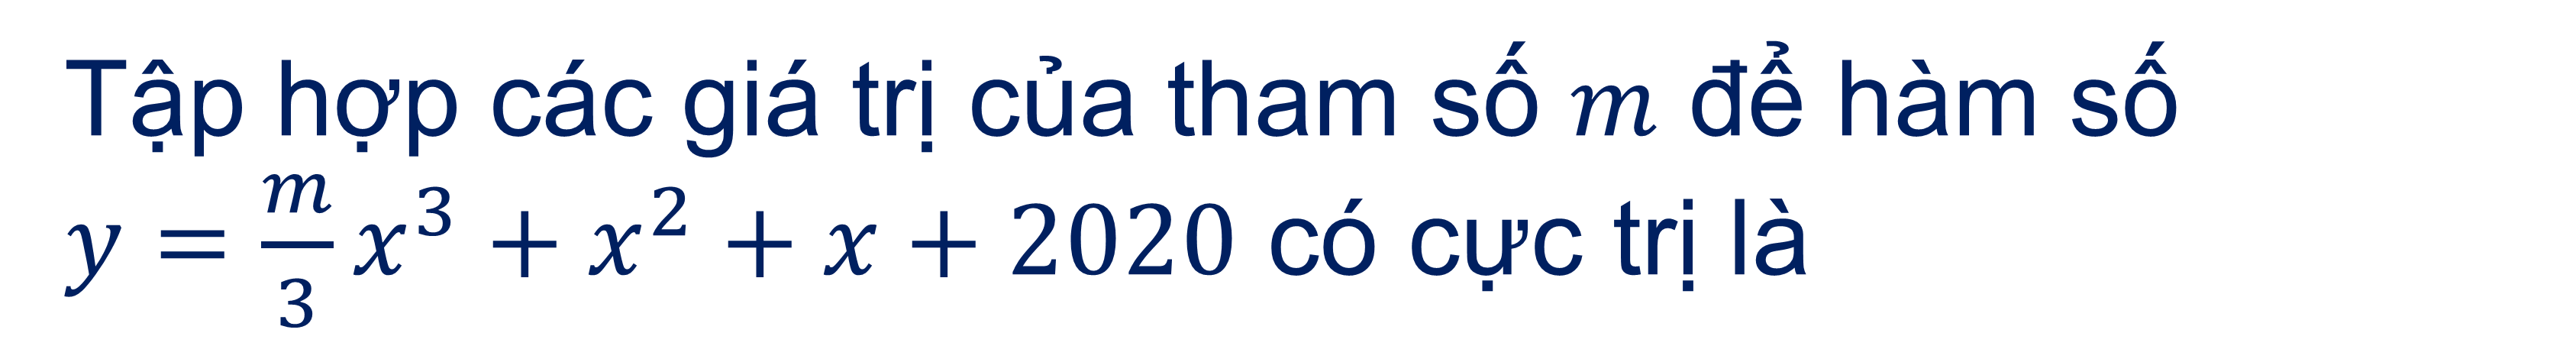 Tập hợp các giá trị của tham số m để hàm số
y = \frac{m}{3}x^3 + x^2 + x + 2020 có cực trị là